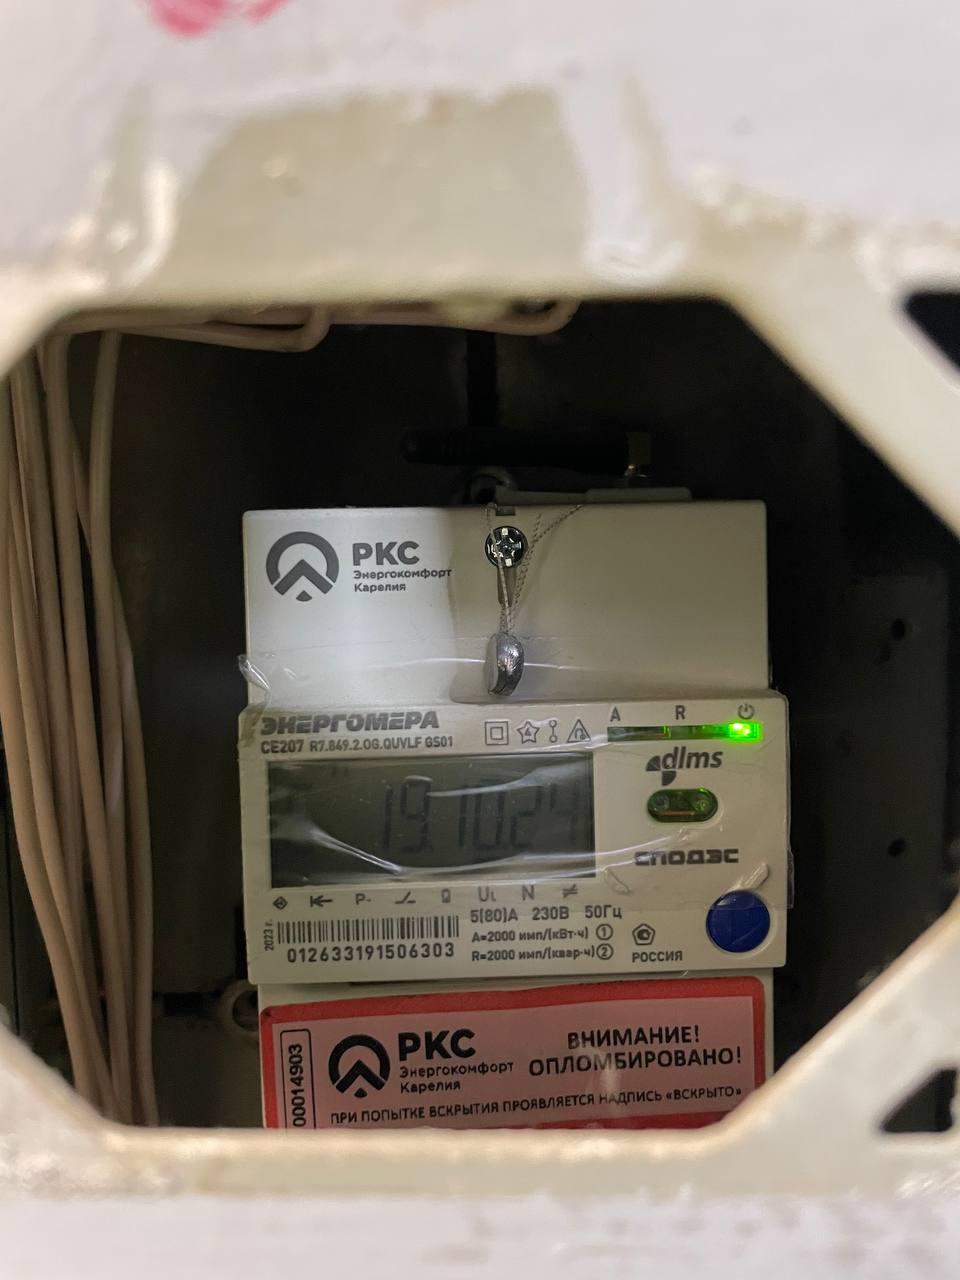 РКС
Энергокомфорт
Карелия
ЭНЕРГОМЕРА
CE207 R7.849.2.OG.QUVLF GS01
A R
dlms
19.10.24
СПОДЭС
P- UL N
5(80)А 230В 50Гц
2023 г.
A=2000 имп/(кВт·ч) 1
R=2000 имп/(квар·ч) 2
012633191506303
РОССИЯ
00014903
РКС
Энергокомфорт
Карелия
ВНИМАНИЕ!
ОПЛОМБИРОВАНО!
ПРИ ПОПЫТКЕ ВСКРЫТИЯ ПРОЯВЛЯЕТСЯ НАДПИСЬ «ВСКРЫТО»